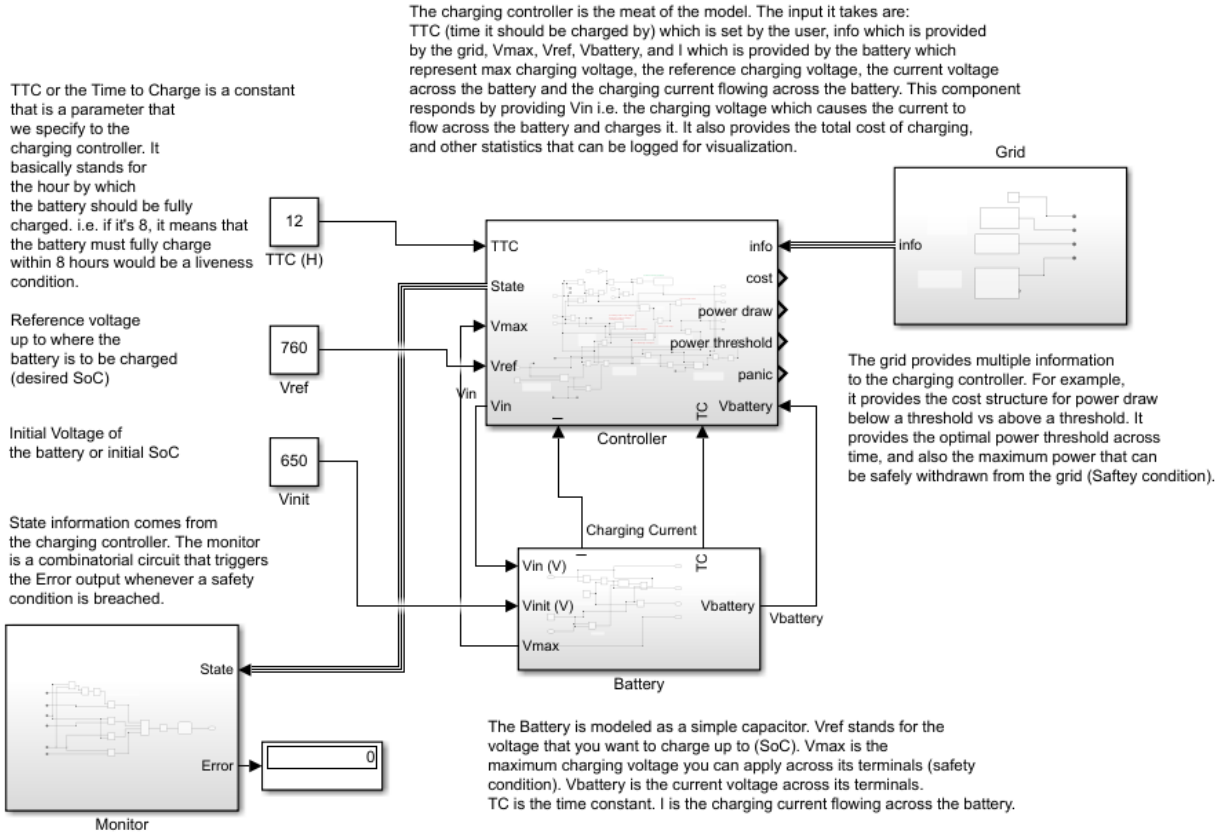 The charging controller is the meat of the model. The input it takes are:
TTC (time it should be charged by) which is set by the user, info which is provided
by the grid, Vmax, Vref, Vbattery, and I which is provided by the battery which
represent max charging voltage, the reference charging voltage, the current voltage
across the battery and the charging current flowing across the battery. This component
responds by providing Vin i.e. the charging voltage which causes the current to
flow across the battery and charges it. It also provides the total cost of charging,
and other statistics that can be logged for visualization.
TTC or the Time to Charge is a constant
that is a parameter that
we specify to the
charging controller. It
basically stands for
the hour by which
the battery should be fully
charged. i.e. if it's 8, it means that
the battery must fully charge
within 8 hours would be a liveness
condition.
12
TTC (H)
Reference voltage
up to where the
battery is to be charged
(desired SoC)
760
Vref
Initial Voltage of
the battery or initial SoC
650
Vinit
TTC
State
Vmax
Vref
Vin
Vin
info
cost
power draw
power threshold
panic
Vbattery
I
TC
Controller
Grid
info
The grid provides multiple information
to the charging controller. For example,
it provides the cost structure for power draw
below a threshold vs above a threshold. It
provides the optimal power threshold across
time, and also the maximum power that can
be safely withdrawn from the grid (Saftey condition).
State information comes from
the charging controller. The monitor
is a combinatorial circuit that triggers
the Error output whenever a safety
condition is breached.
State
Error
Monitor
0
Charging Current
I
TC
Vin (V)
Vinit (V)
Vmax
Vbattery
Vbattery
Battery
The Battery is modeled as a simple capacitor. Vref stands for the
voltage that you want to charge up to (SoC). Vmax is the
maximum charging voltage you can apply across its terminals (safety
condition). Vbattery is the current voltage across its terminals.
TC is the time constant. I is the charging current flowing across the battery.